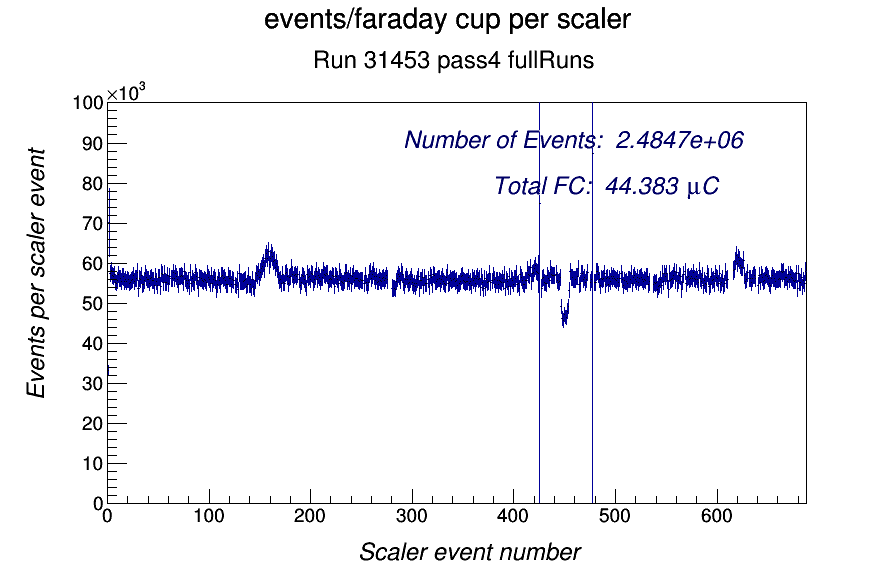 events/faraday cup per scaler
Run 31453 pass4 fullRuns
×10³
Number of Events: 2.4847e+06
Total FC: 44.383 μC
Events per scaler event
100
90
80
70
60
50
40
30
20
10
0
0 100 200 300 400 500 600
Scaler event number